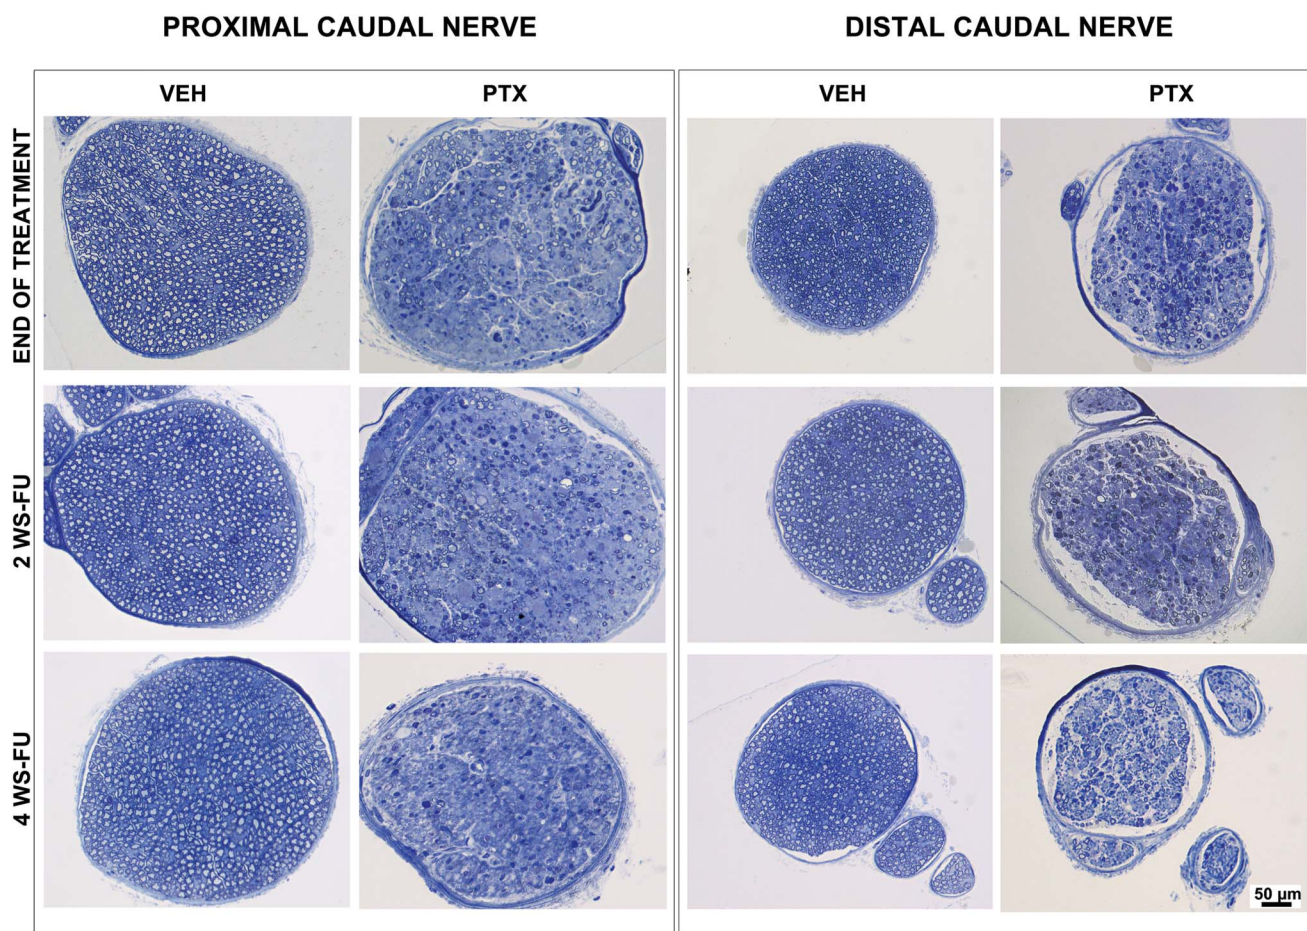 PROXIMAL CAUDAL NERVE
DISTAL CAUDAL NERVE
VEH
PTX
VEH
PTX
END OF TREATMENT
2 WS-FU
4 WS-FU
50 µm